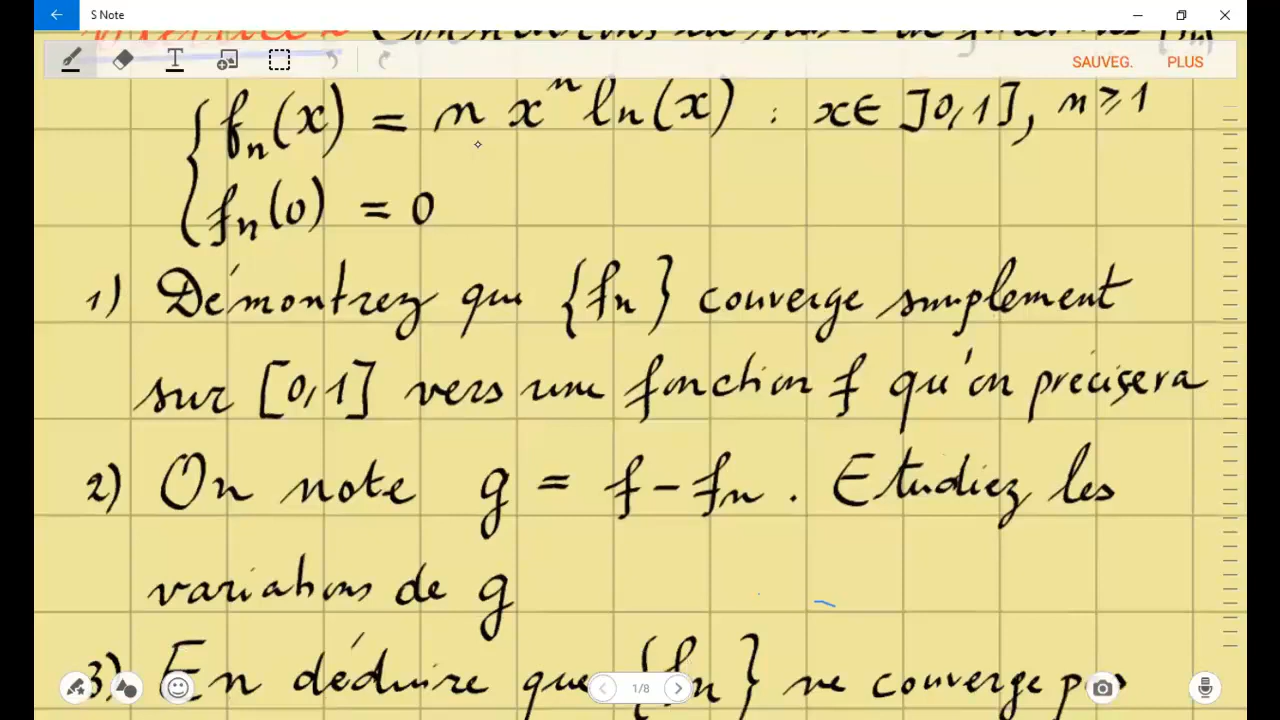 S Note
SAUVEG. PLUS
{ fn(x) = n xⁿ ln(x) : x ∈ ]0,1], n ≥ 1
fn(0) = 0
1) Démontrez que {fn} converge simplement
sur [0,1] vers une fonction f qu'on précisera
2) On note g = f - fn. Etudiez les
variations de g
3) En déduire que {fn} ne converge pas
1/8